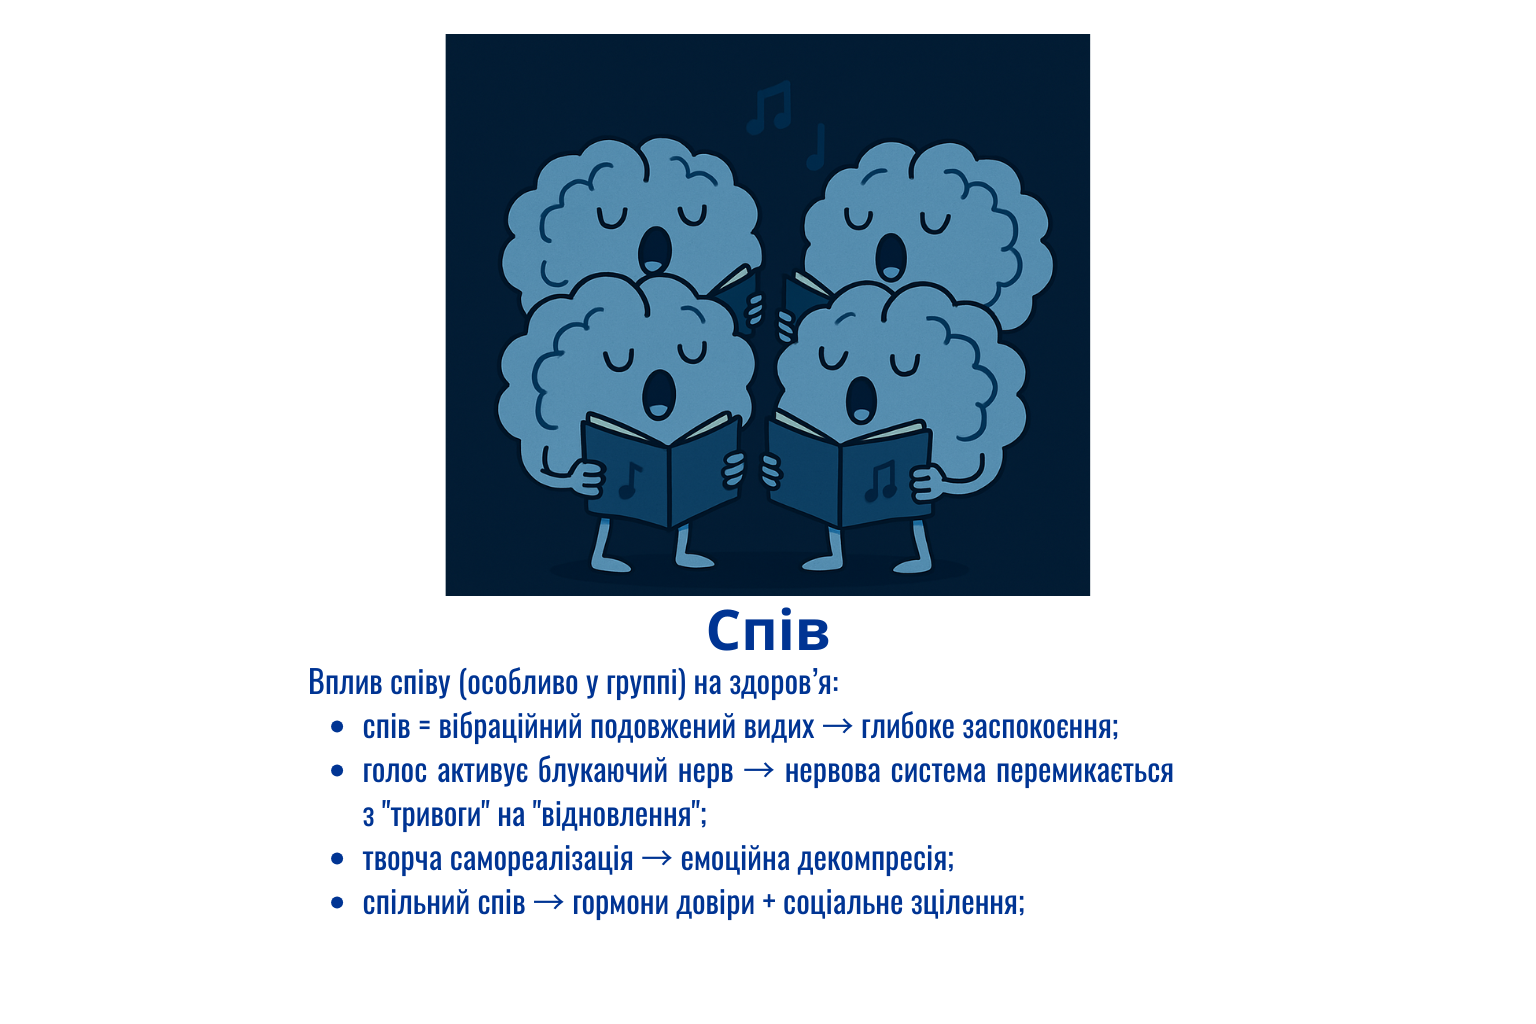 Спів
Вплив співу (особливо у группі) на здоров’я:
• спів = вібраційний подовжений видих → глибоке заспокоєння;
• голос активує блукаючий нерв → нервова система перемикається
з "тривоги" на "відновлення";
• творча самореалізація → емоційна декомпресія;
• спільний спів → гормони довіри + соціальне зцілення;